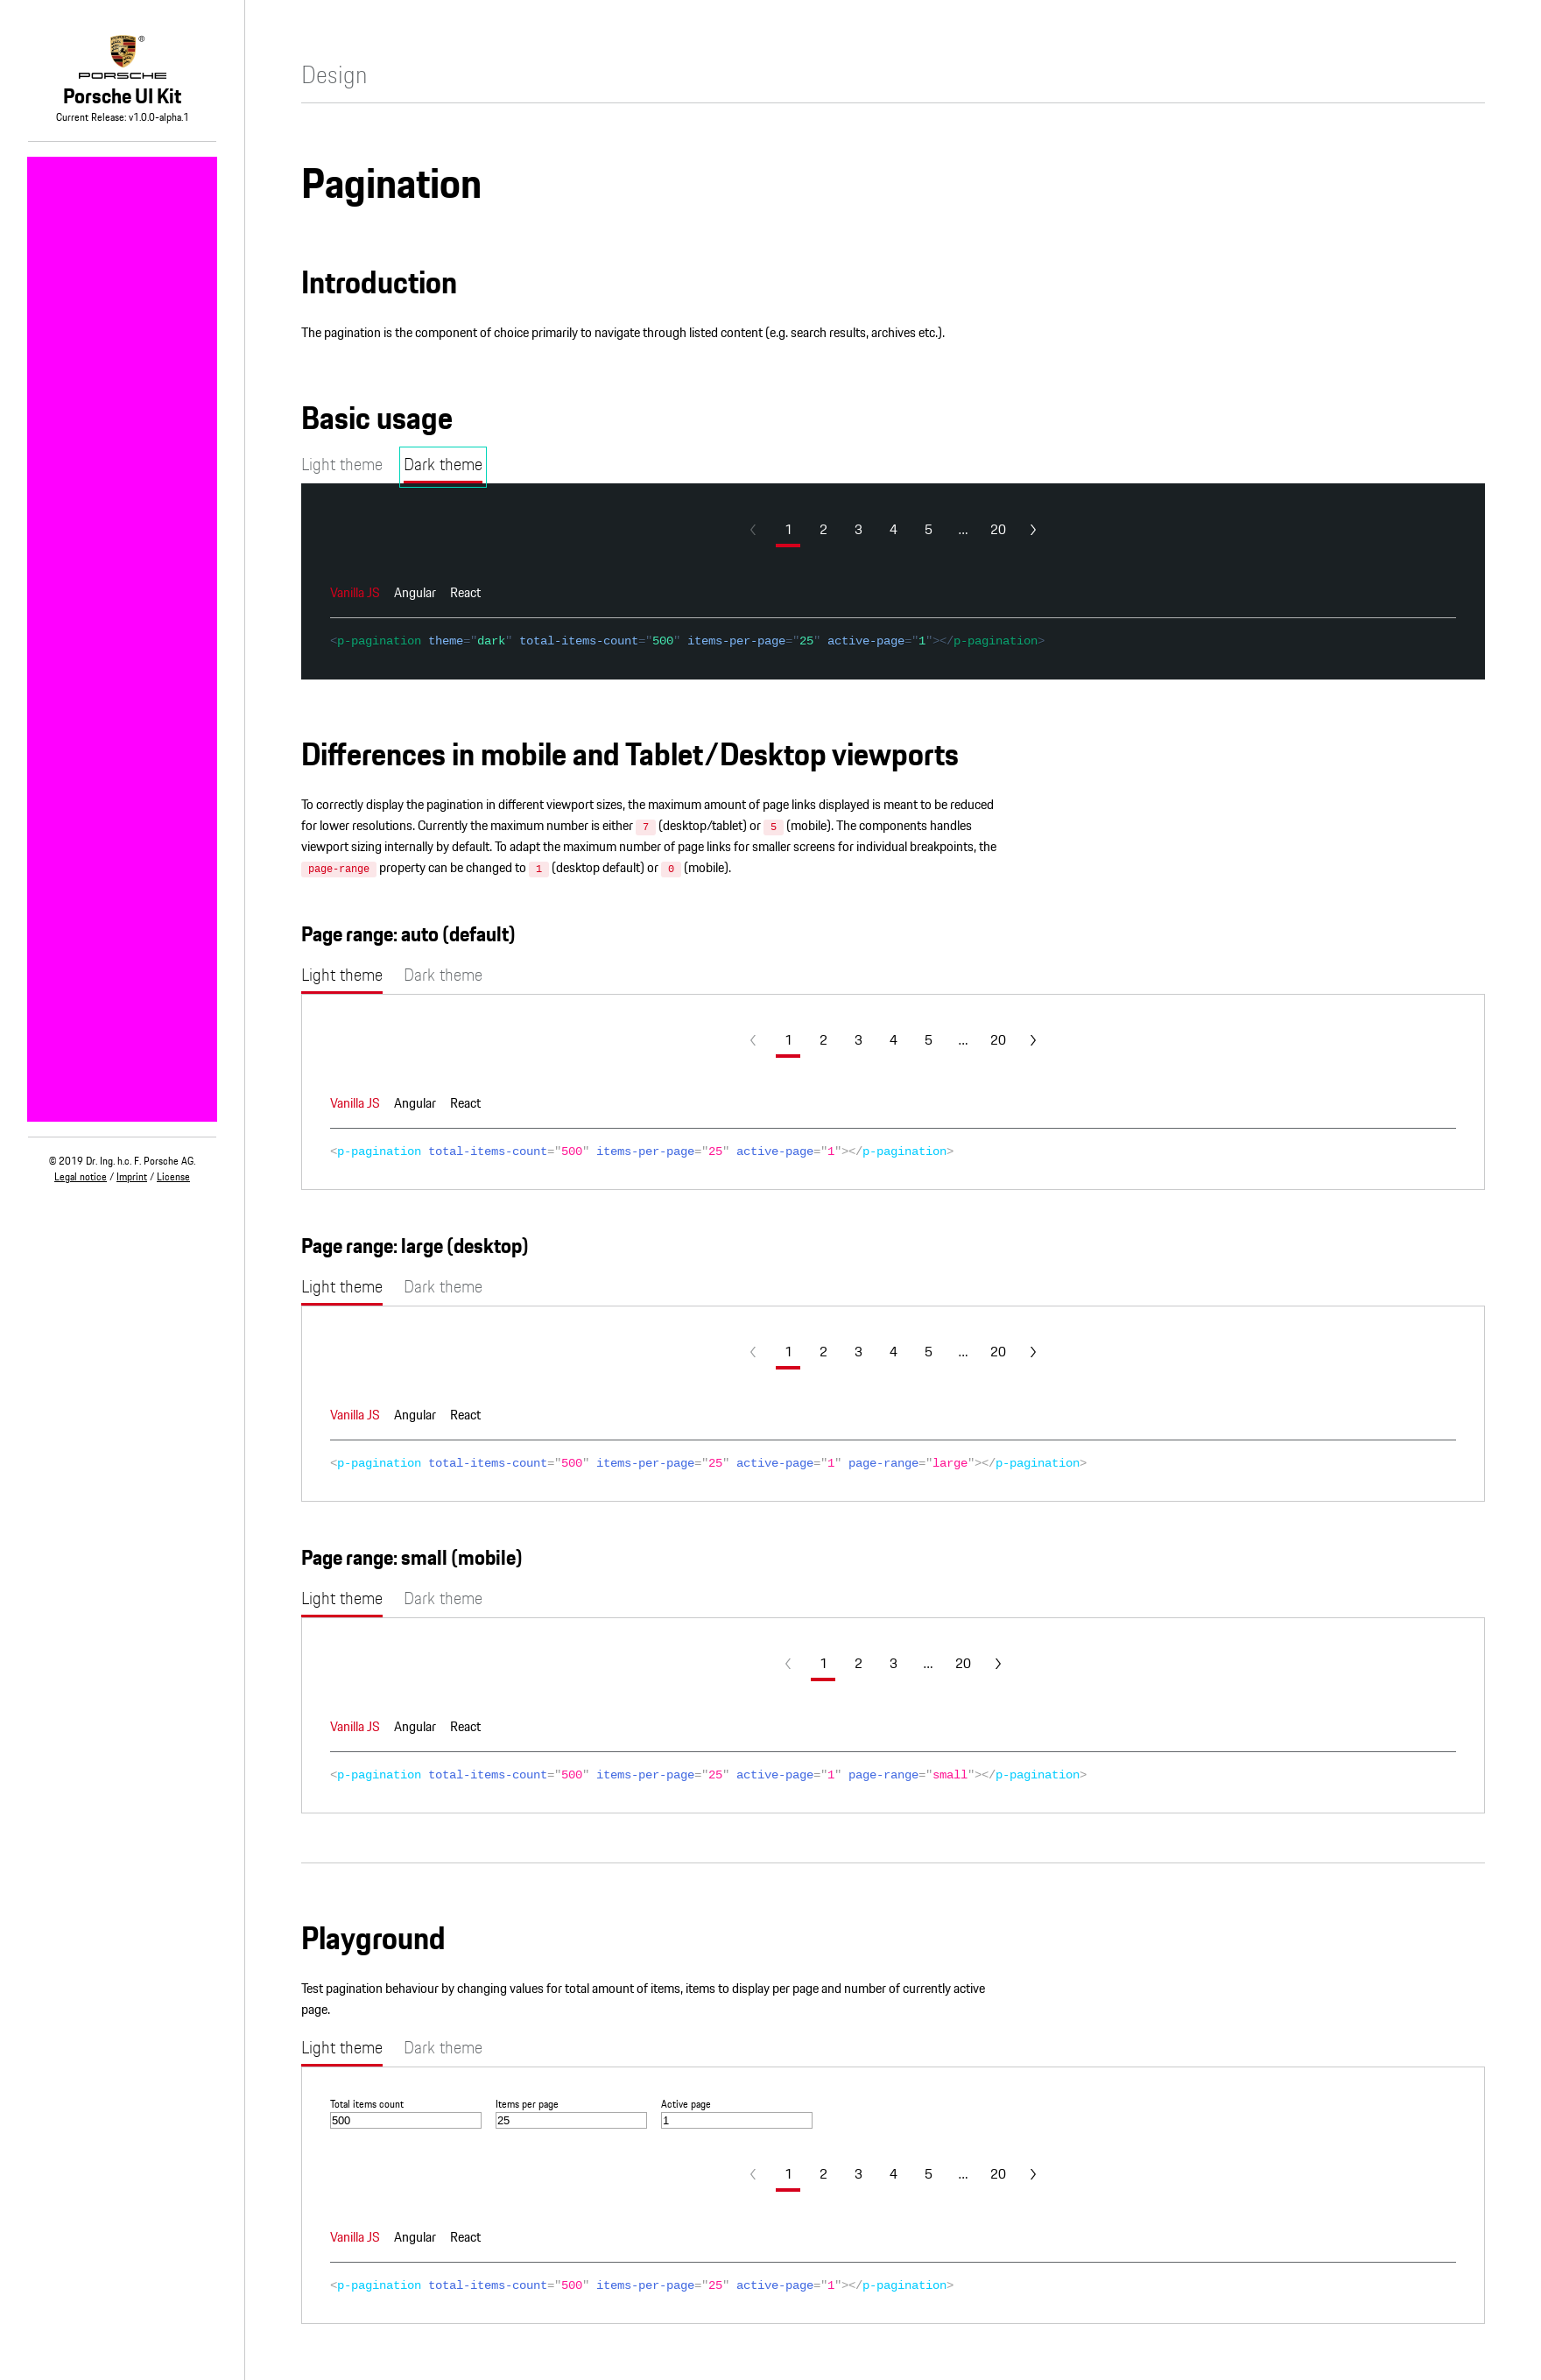 ®
PORSCHE
Porsche UI Kit
Current Release: v1.0.0-alpha.1
© 2019 Dr. Ing. h.c. F. Porsche AG.
Legal notice / Imprint / License
Design
Pagination
Introduction
The pagination is the component of choice primarily to navigate through listed content (e.g. search results, archives etc.).
Basic usage
Light theme Dark theme
1 2 3 4 5 ... 20
Vanilla JS Angular React
<p-pagination theme="dark" total-items-count="500" items-per-page="25" active-page="1"></p-pagination>
Differences in mobile and Tablet/Desktop viewports
To correctly display the pagination in different viewport sizes, the maximum amount of page links displayed is meant to be reduced
for lower resolutions. Currently the maximum number is either 7 (desktop/tablet) or 5 (mobile). The components handles
viewport sizing internally by default. To adapt the maximum number of page links for smaller screens for individual breakpoints, the
page-range property can be changed to 1 (desktop default) or 0 (mobile).
Page range: auto (default)
Light theme Dark theme
1 2 3 4 5 ... 20
Vanilla JS Angular React
<p-pagination total-items-count="500" items-per-page="25" active-page="1"></p-pagination>
Page range: large (desktop)
Light theme Dark theme
1 2 3 4 5 ... 20
Vanilla JS Angular React
<p-pagination total-items-count="500" items-per-page="25" active-page="1" page-range="large"></p-pagination>
Page range: small (mobile)
Light theme Dark theme
1 2 3 ... 20
Vanilla JS Angular React
<p-pagination total-items-count="500" items-per-page="25" active-page="1" page-range="small"></p-pagination>
Playground
Test pagination behaviour by changing values for total amount of items, items to display per page and number of currently active
page.
Light theme Dark theme
Total items count Items per page Active page
500 25 1
1 2 3 4 5 ... 20
Vanilla JS Angular React
<p-pagination total-items-count="500" items-per-page="25" active-page="1"></p-pagination>